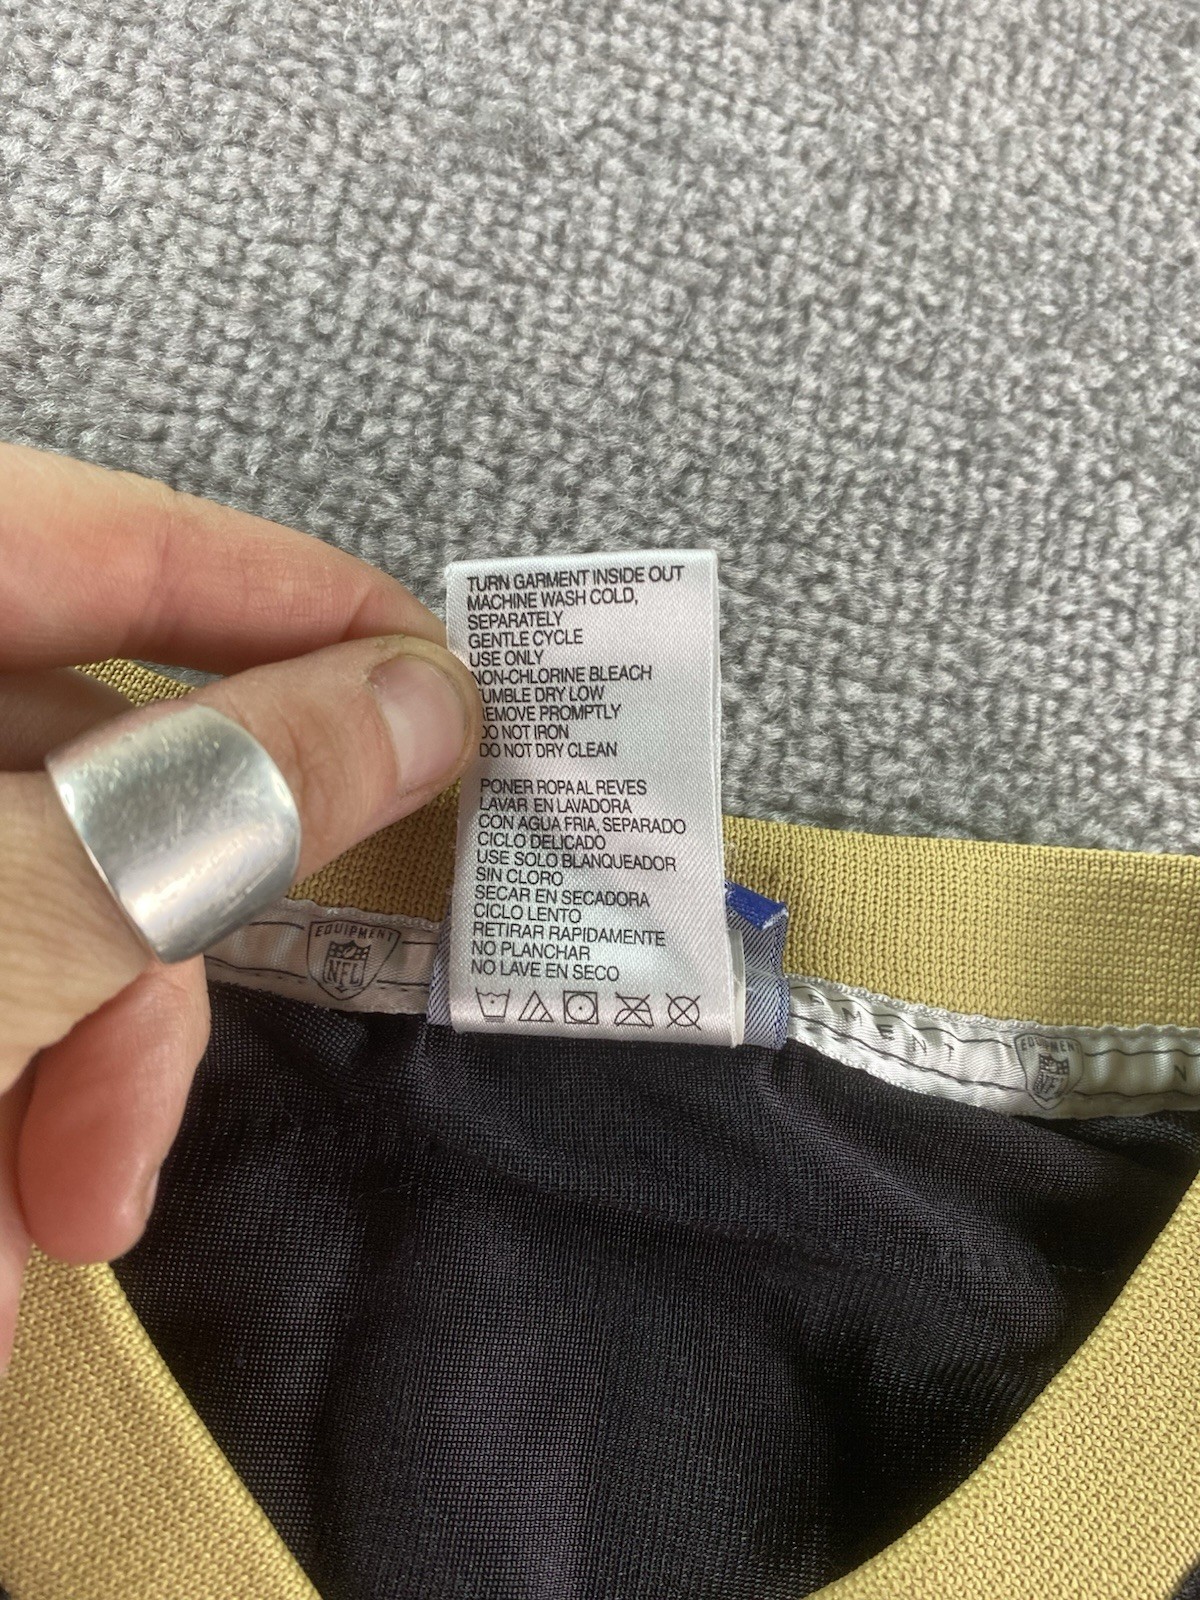 TURN GARMENT INSIDE OUT
MACHINE WASH COLD,
SEPARATELY
GENTLE CYCLE
USE ONLY
NON-CHLORINE BLEACH
TUMBLE DRY LOW
REMOVE PROMPTLY
DO NOT IRON
DO NOT DRY CLEAN
PONER ROPA AL REVES
LAVAR EN LAVADORA
CON AGUA FRIA, SEPARADO
CICLO DELICADO
USE SOLO BLANQUEADOR
SIN CLORO
SECAR EN SECADORA
CICLO LENTO
RETIRAR RAPIDAMENTE
NO PLANCHAR
NO LAVE EN SECO
EQUIPMENT
NFL
MENT
EQUIPMENT
NFL
N